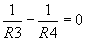 1/R3 − 1/R4 = 0